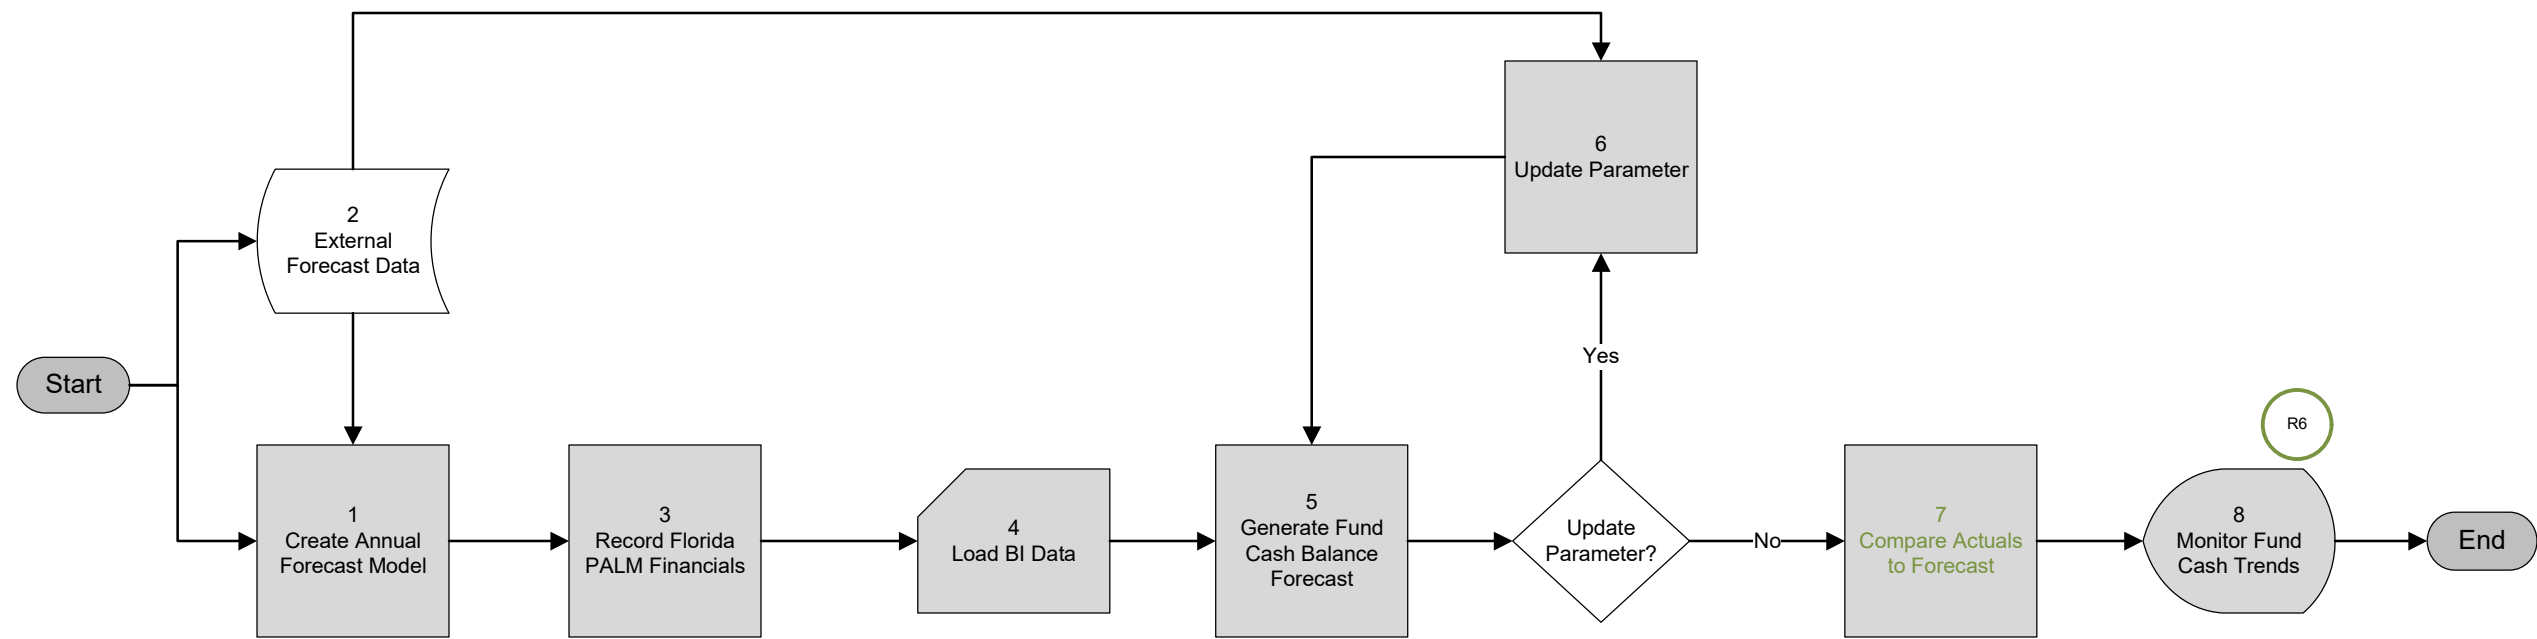 Start
2
External
Forecast Data
1
Create Annual
Forecast Model
3
Record Florida
PALM Financials
4
Load BI Data
5
Generate Fund
Cash Balance
Forecast
Update
Parameter?
Yes
6
Update Parameter
No
7
Compare Actuals
to Forecast
R6
8
Monitor Fund
Cash Trends
End